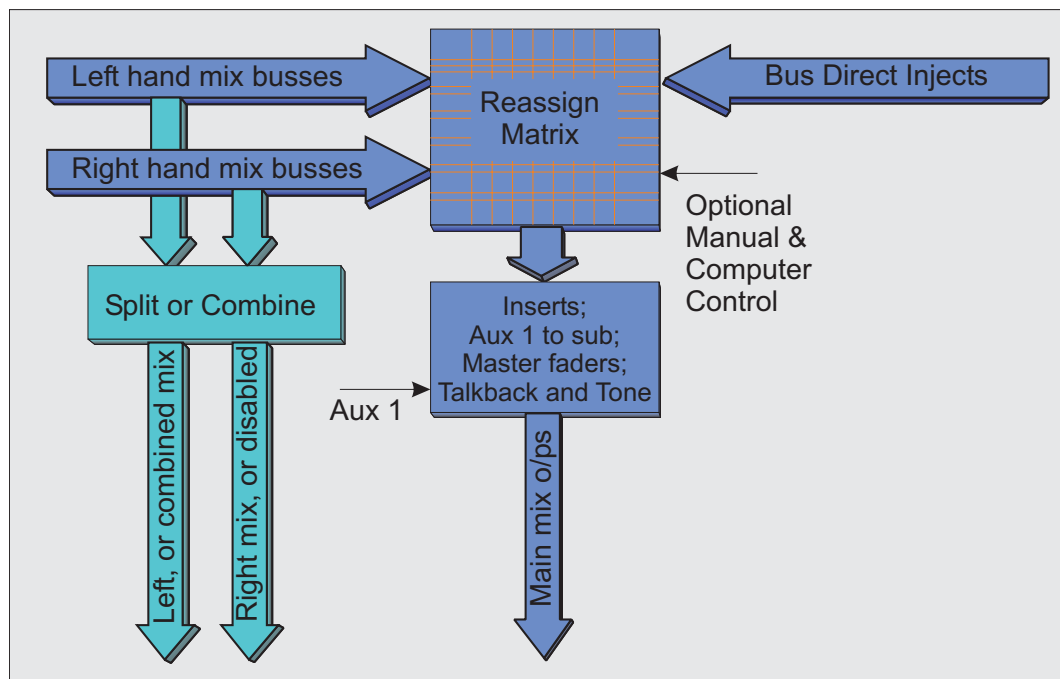 Left hand mix busses
Right hand mix busses
Reassign
Matrix
Bus Direct Injects
Optional
Manual &
Computer
Control
Split or Combine
Inserts;
Aux 1 to sub;
Master faders;
Talkback and Tone
Aux 1
Left, or combined mix
Right mix, or disabled
Main mix o/ps